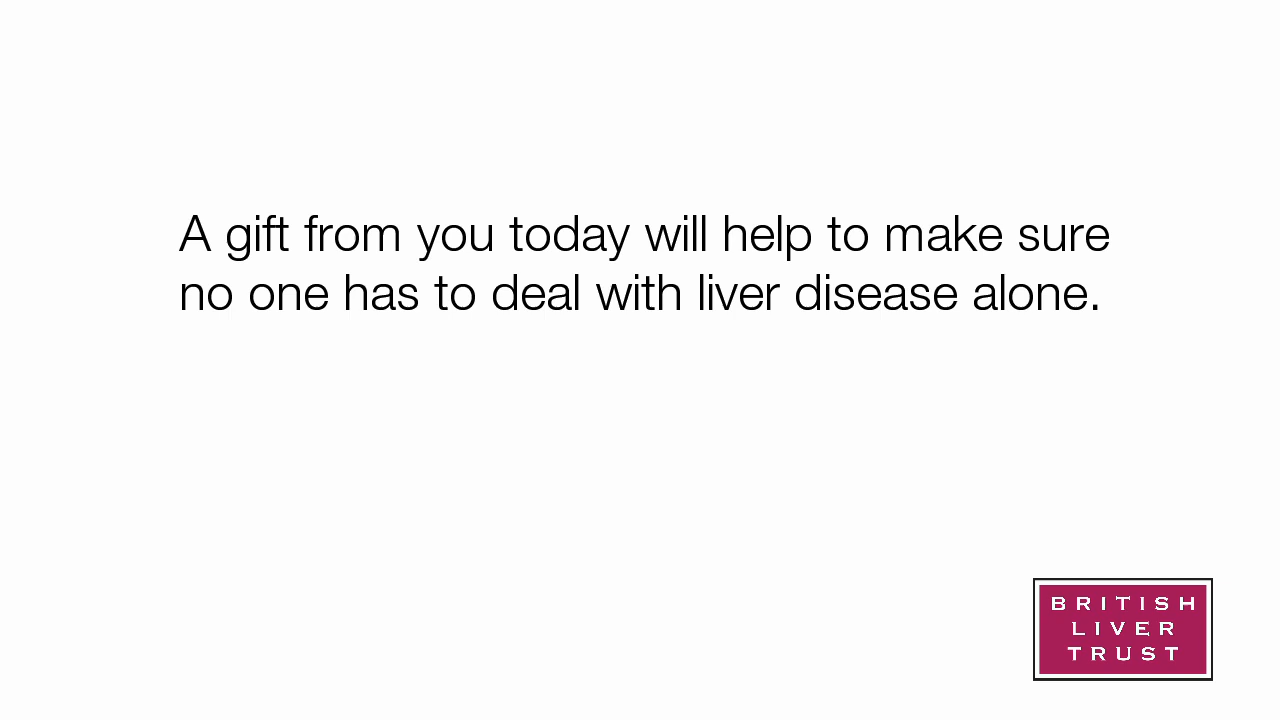 A gift from you today will help to make sure
no one has to deal with liver disease alone.
BRITISH
LIVER
TRUST